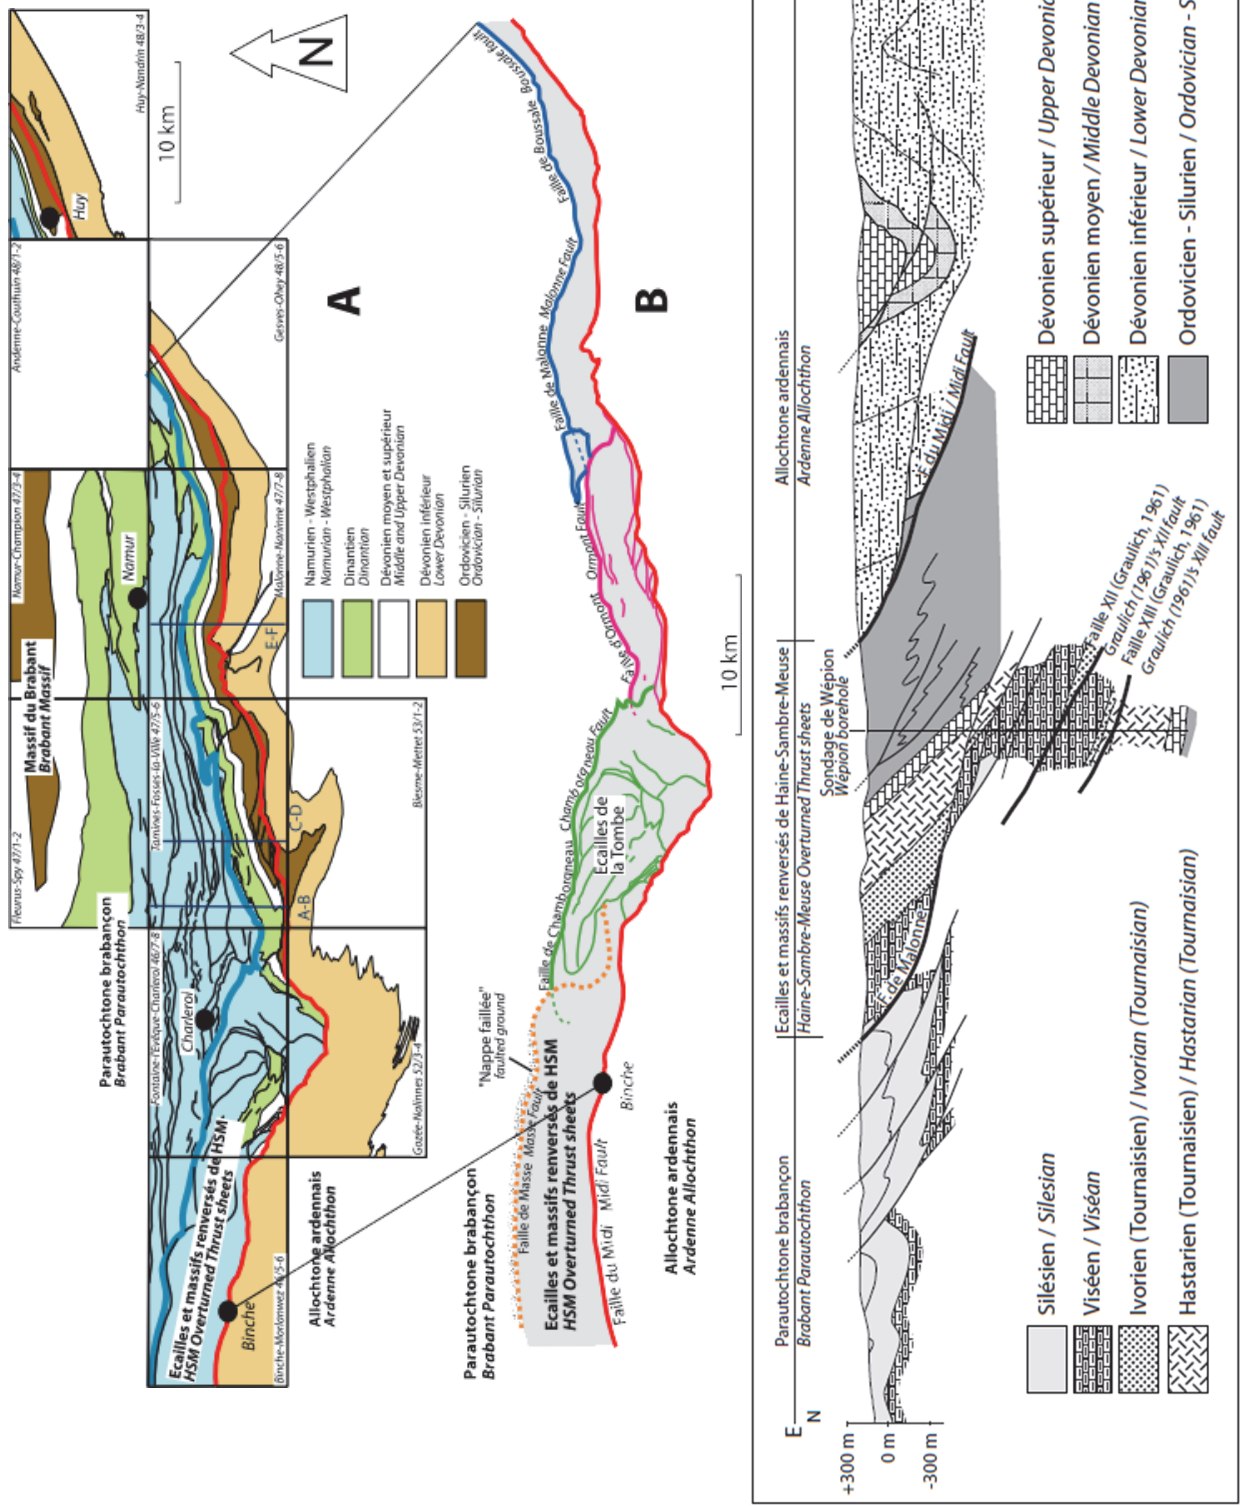 Huy-Nandrin 48/3-4
10 km
N
Huy
Andenne-Couthuin 48/1-2
Gesves-Ohey 48/5-6
A
Namur-Champion 47/3-4
Namur
Malonne-Naninne 47/7-8
E-F
Massif du Brabant
Brabant Massif
Fleurus-Spy 47/1-2
Tamines-Fosses-la-Ville 47/5-6
Biesme-Mettet 53/1-2
C-D
A-B
Parautochtone brabançon
Brabant Parautochthon
Fontaine-l'Evêque-Charleroi 46/7-8
Charleroi
Gozée-Nalinnes 52/3-4
Ecailles et massifs renversés de HSM
HSM Overturned Thrust sheets
Binche
Binche-Morlanwez 46/5-6
Allochtone ardennais
Ardenne Allochthon
Namurien - Westphalien
Namurian - Westphalian
Dinantien
Dinantian
Dévonien moyen et supérieur
Middle and Upper Devonian
Dévonien inférieur
Lower Devonian
Ordovicien - Silurien
Ordovician - Silurian
B
Faille de Boussale Boussale fault
Faille de Malonne Malonne Fault
Faille d'Ormont Ormont Fault
Faille de Chamborgneau Chamborgneau Fault
Ecailles de
la Tombe
"Nappe faillée"
faulted ground
Faille de Masse Masse Fault
Ecailles et massifs renversés de HSM
HSM Overturned Thrust sheets
Parautochtone brabançon
Brabant Parautochthon
Faille du Midi Midi Fault
Binche
Allochtone ardennais
Ardenne Allochthon
10 km
E
N
+300 m
0 m
-300 m
Parautochtone brabançon
Brabant Parautochthon
Ecailles et massifs renversés de Haine-Sambre-Meuse
Haine-Sambre-Meuse Overturned Thrust sheets
Allochtone ardennais
Ardenne Allochthon
Sondage de Wépion
Wépion borehole
F. de Malonne
F. du Midi / Midi Fault
Faille XII (Graulich, 1961)
Graulich (1961)'s XII fault
Faille XIII (Graulich, 1961)
Graulich (1961)'s XIII fault
Silésien / Silesian
Viséen / Viséan
Ivorien (Tournaisien) / Ivorian (Tournaisian)
Hastarien (Tournaisien) / Hastarian (Tournaisian)
Dévonien supérieur / Upper Devonia
Dévonien moyen / Middle Devonian
Dévonien inférieur / Lower Devonian
Ordovicien - Silurien / Ordovician - S